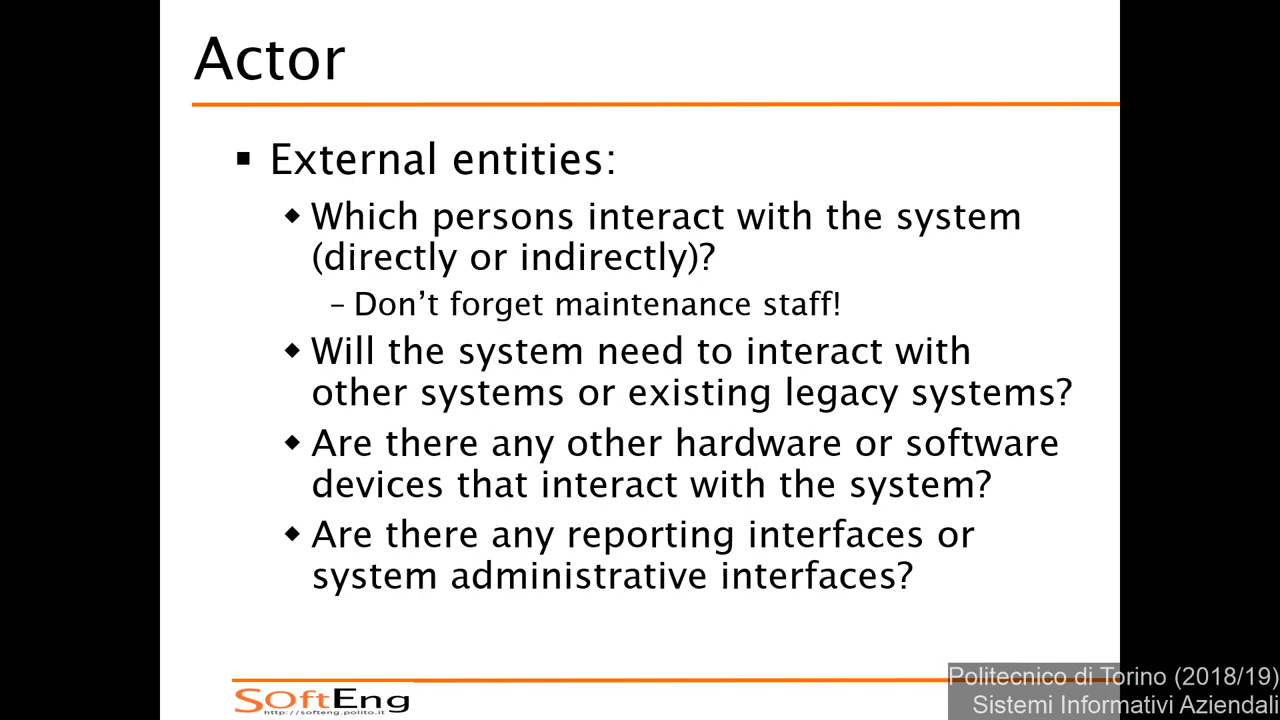 Actor
▪ External entities:
◆ Which persons interact with the system
(directly or indirectly)?
– Don’t forget maintenance staff!
◆ Will the system need to interact with
other systems or existing legacy systems?
◆ Are there any other hardware or software
devices that interact with the system?
◆ Are there any reporting interfaces or
system administrative interfaces?
SoftEng
http://softeng.polito.it
Politecnico di Torino (2018/19)
Sistemi Informativi Aziendali